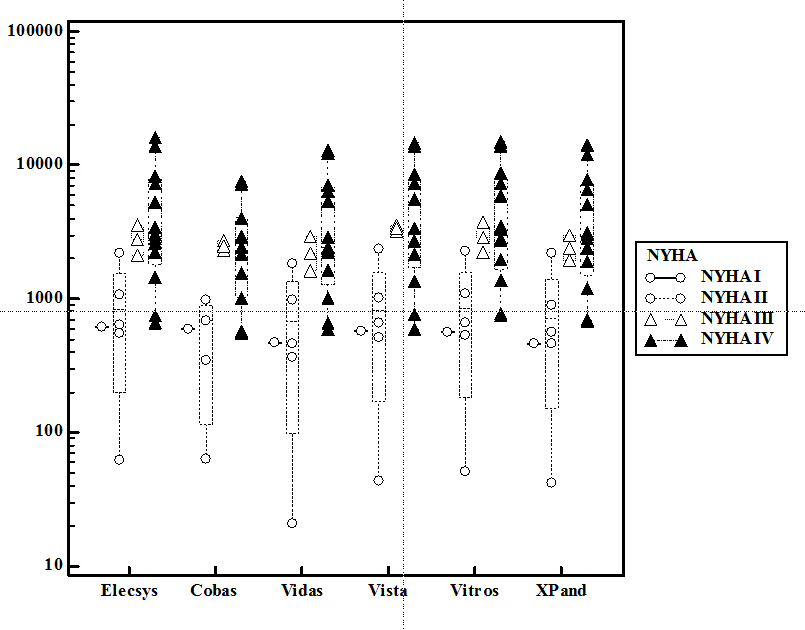 100000
10000
1000
100
10
Elecsys Cobas Vidas Vista Vitros XPand
NYHA
NYHA I
NYHA II
NYHA III
NYHA IV